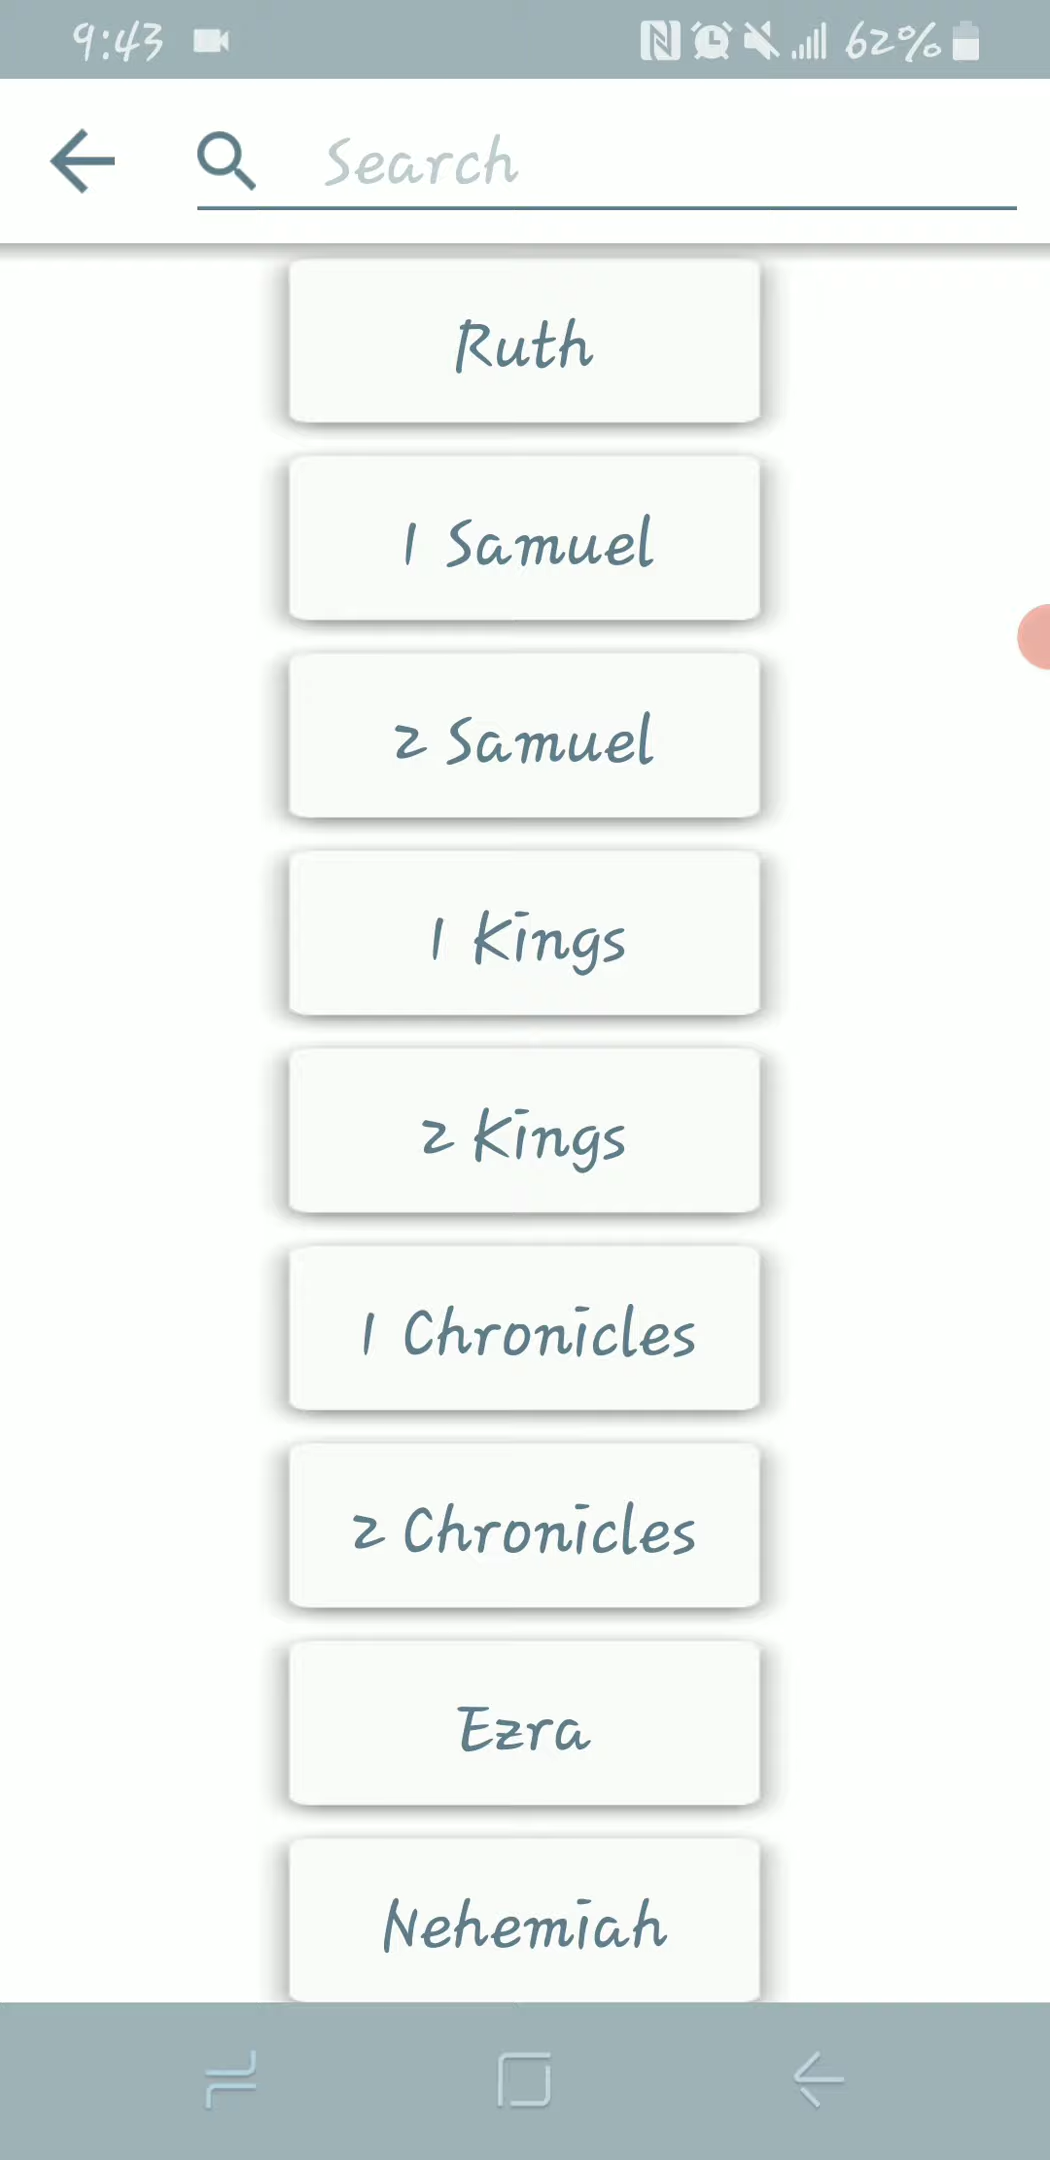 9:43 62%
Search
Ruth
1 Samuel
2 Samuel
1 Kings
2 Kings
1 Chronicles
2 Chronicles
Ezra
Nehemiah